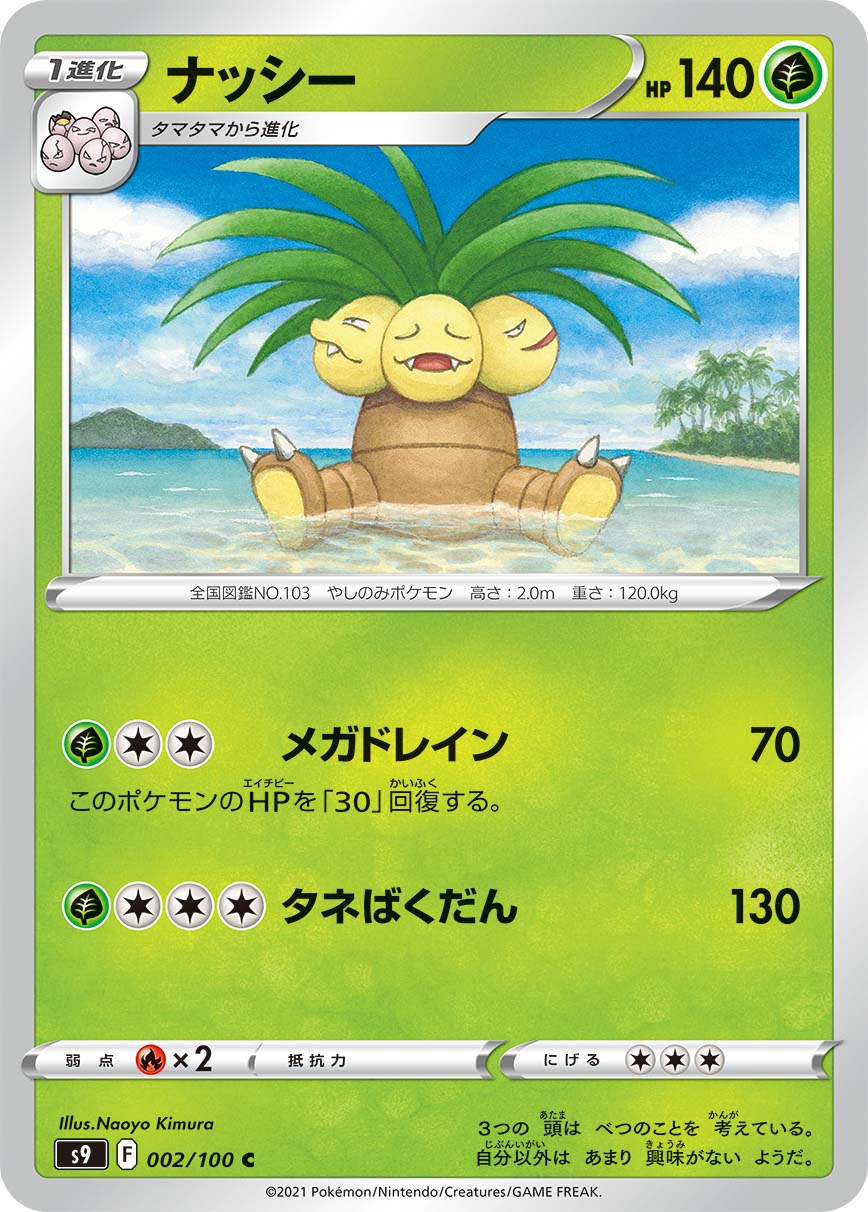 1進化
ナッシー
HP 140
タマタマから進化
全国図鑑NO.103 やしのみポケモン 高さ：2.0m 重さ：120.0kg
メガドレイン 70
このポケモンのHPを「30」回復する。
タネばくだん 130
弱点 ×2 抵抗力 にげる
Illus.Naoyo Kimura
3つの 頭は べつのことを 考えている。
自分以外は あまり 興味がない ようだ。
s9 F 002/100 C
©2021 Pokémon/Nintendo/Creatures/GAME FREAK.